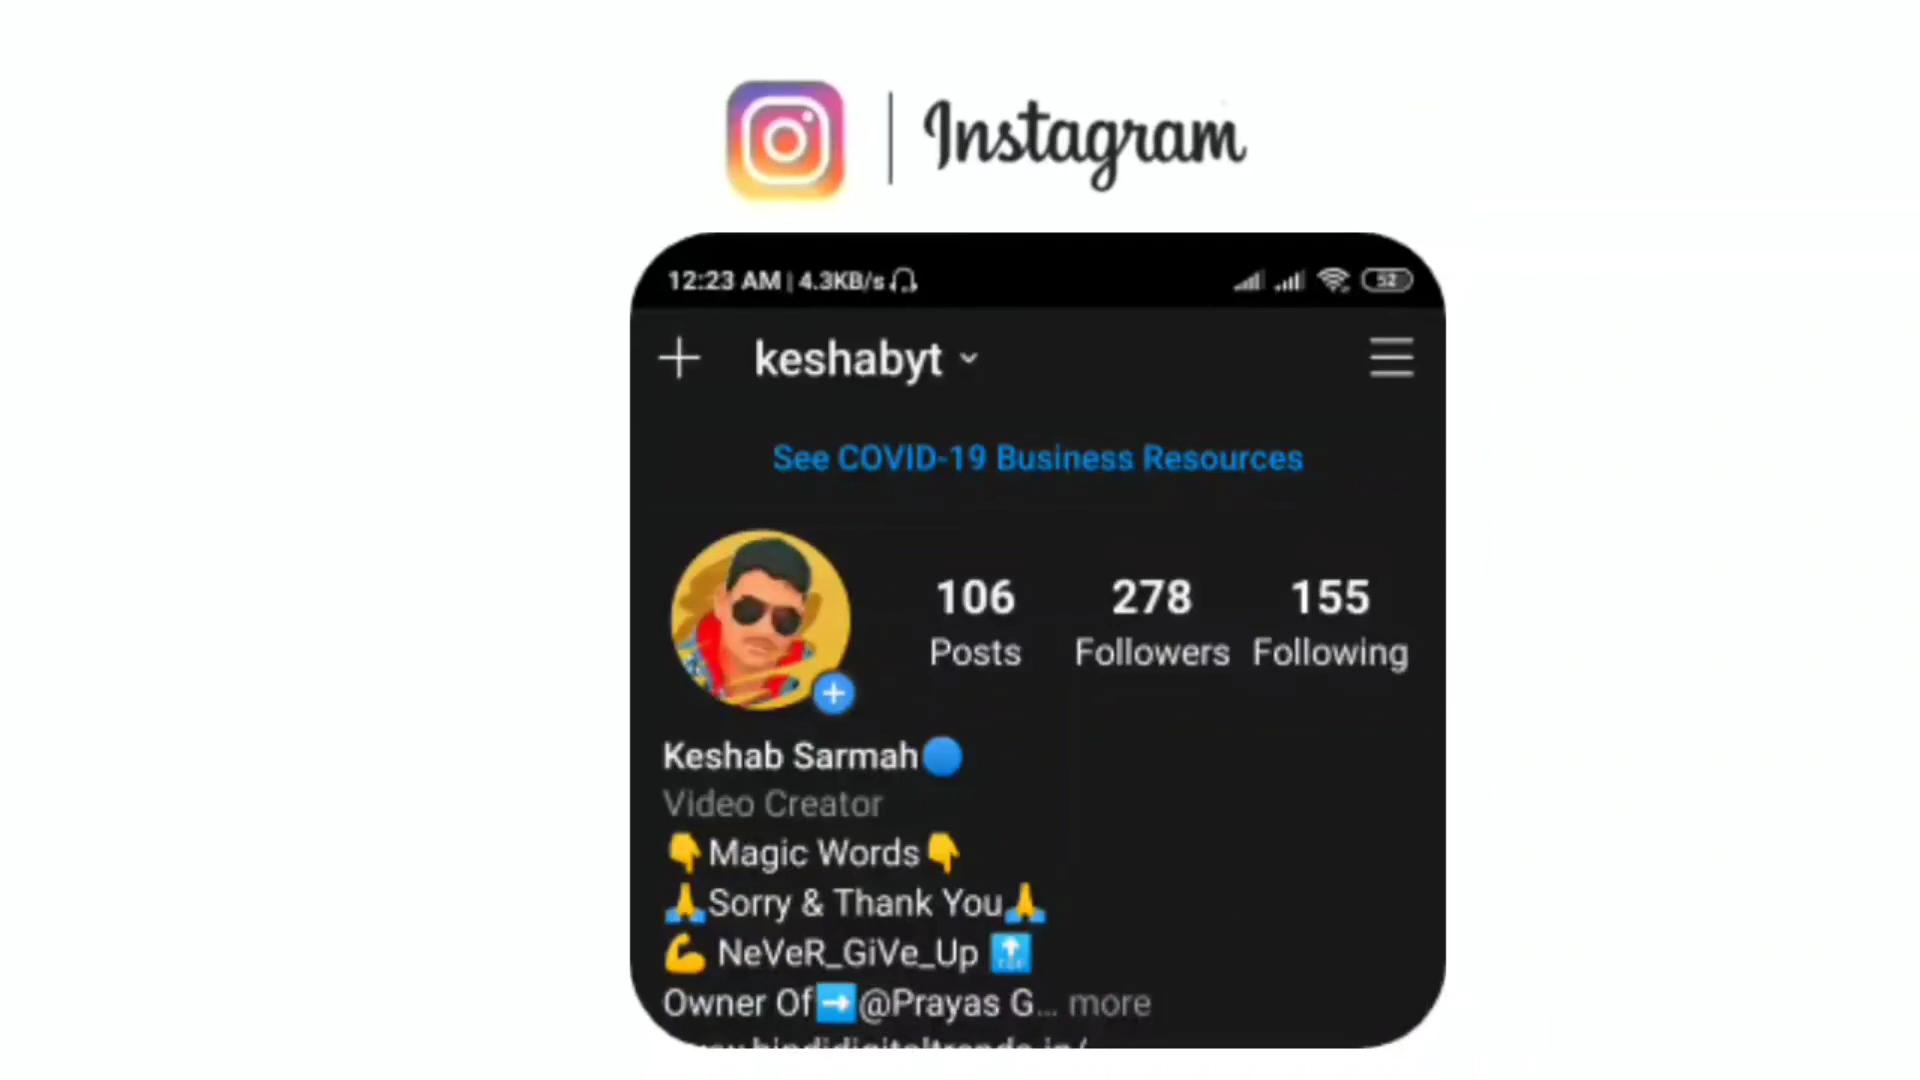 Instagram
12:23 AM | 4.3KB/s
52
keshabyt
See COVID-19 Business Resources
106 278 155
Posts Followers Following
Keshab Sarmah
Video Creator
👇Magic Words👇
🙏Sorry & Thank You🙏
💪 NeVeR_GiVe_Up 🔝
Owner Of➡️@Prayas G... more